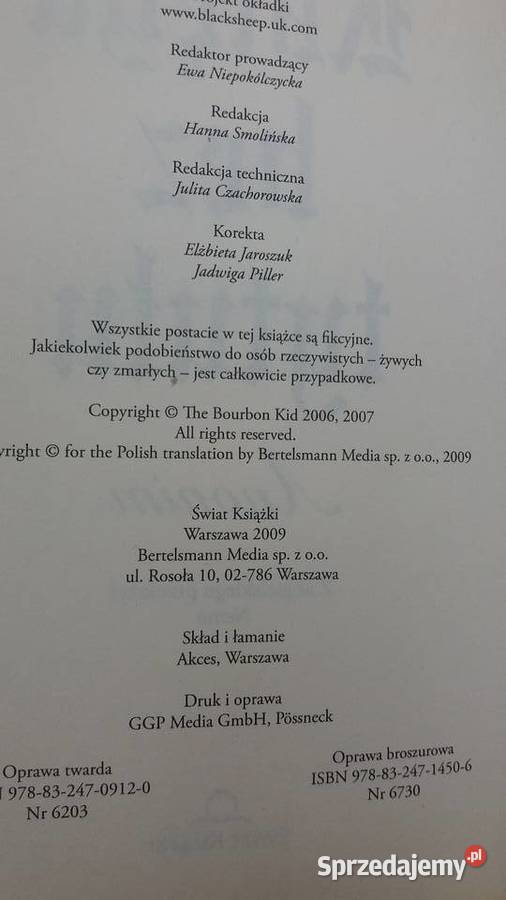 Projekt okładki
www.blacksheep.uk.com
Redaktor prowadzący
Ewa Niepokólczycka
Redakcja
Hanna Smolińska
Redakcja techniczna
Julita Czachorowska
Korekta
Elżbieta Jaroszuk
Jadwiga Piller
Wszystkie postacie w tej książce są fikcyjne.
Jakiekolwiek podobieństwo do osób rzeczywistych – żywych
czy zmarłych – jest całkowicie przypadkowe.
Copyright © The Bourbon Kid 2006, 2007
All rights reserved.
yright © for the Polish translation by Bertelsmann Media sp. z o.o., 2009
Świat Książki
Warszawa 2009
Bertelsmann Media sp. z o.o.
ul. Rosoła 10, 02-786 Warszawa
Skład i łamanie
Akces, Warszawa
Druk i oprawa
GGP Media GmbH, Pössneck
Oprawa twarda
N 978-83-247-0912-0
Nr 6203
Oprawa broszurowa
ISBN 978-83-247-1450-6
Nr 6730
Sprzedajemy.pl